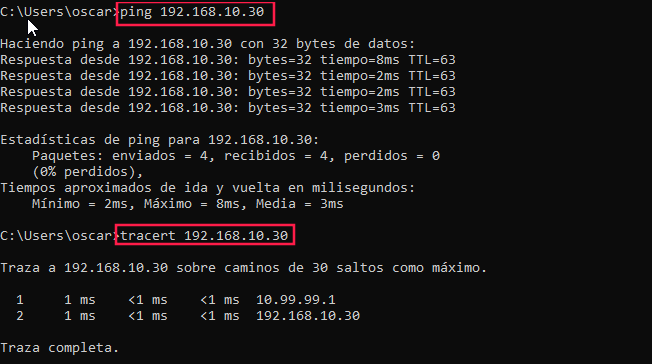 C:\Users\oscar>ping 192.168.10.30
Haciendo ping a 192.168.10.30 con 32 bytes de datos:
Respuesta desde 192.168.10.30: bytes=32 tiempo=8ms TTL=63
Respuesta desde 192.168.10.30: bytes=32 tiempo=2ms TTL=63
Respuesta desde 192.168.10.30: bytes=32 tiempo=2ms TTL=63
Respuesta desde 192.168.10.30: bytes=32 tiempo=3ms TTL=63
Estadísticas de ping para 192.168.10.30:
    Paquetes: enviados = 4, recibidos = 4, perdidos = 0
    (0% perdidos),
Tiempos aproximados de ida y vuelta en milisegundos:
    Mínimo = 2ms, Máximo = 8ms, Media = 3ms
C:\Users\oscar>tracert 192.168.10.30
Traza a 192.168.10.30 sobre caminos de 30 saltos como máximo.
  1     1 ms    <1 ms    <1 ms  10.99.99.1
  2     1 ms    <1 ms    <1 ms  192.168.10.30
Traza completa.